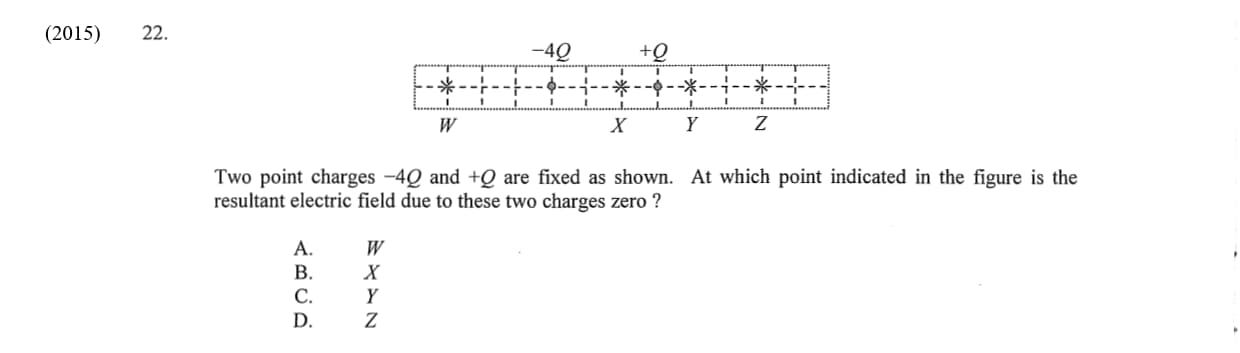 (2015) 22.
−4Q +Q
W X Y Z
Two point charges −4Q and +Q are fixed as shown. At which point indicated in the figure is the
resultant electric field due to these two charges zero ?
A. W
B. X
C. Y
D. Z